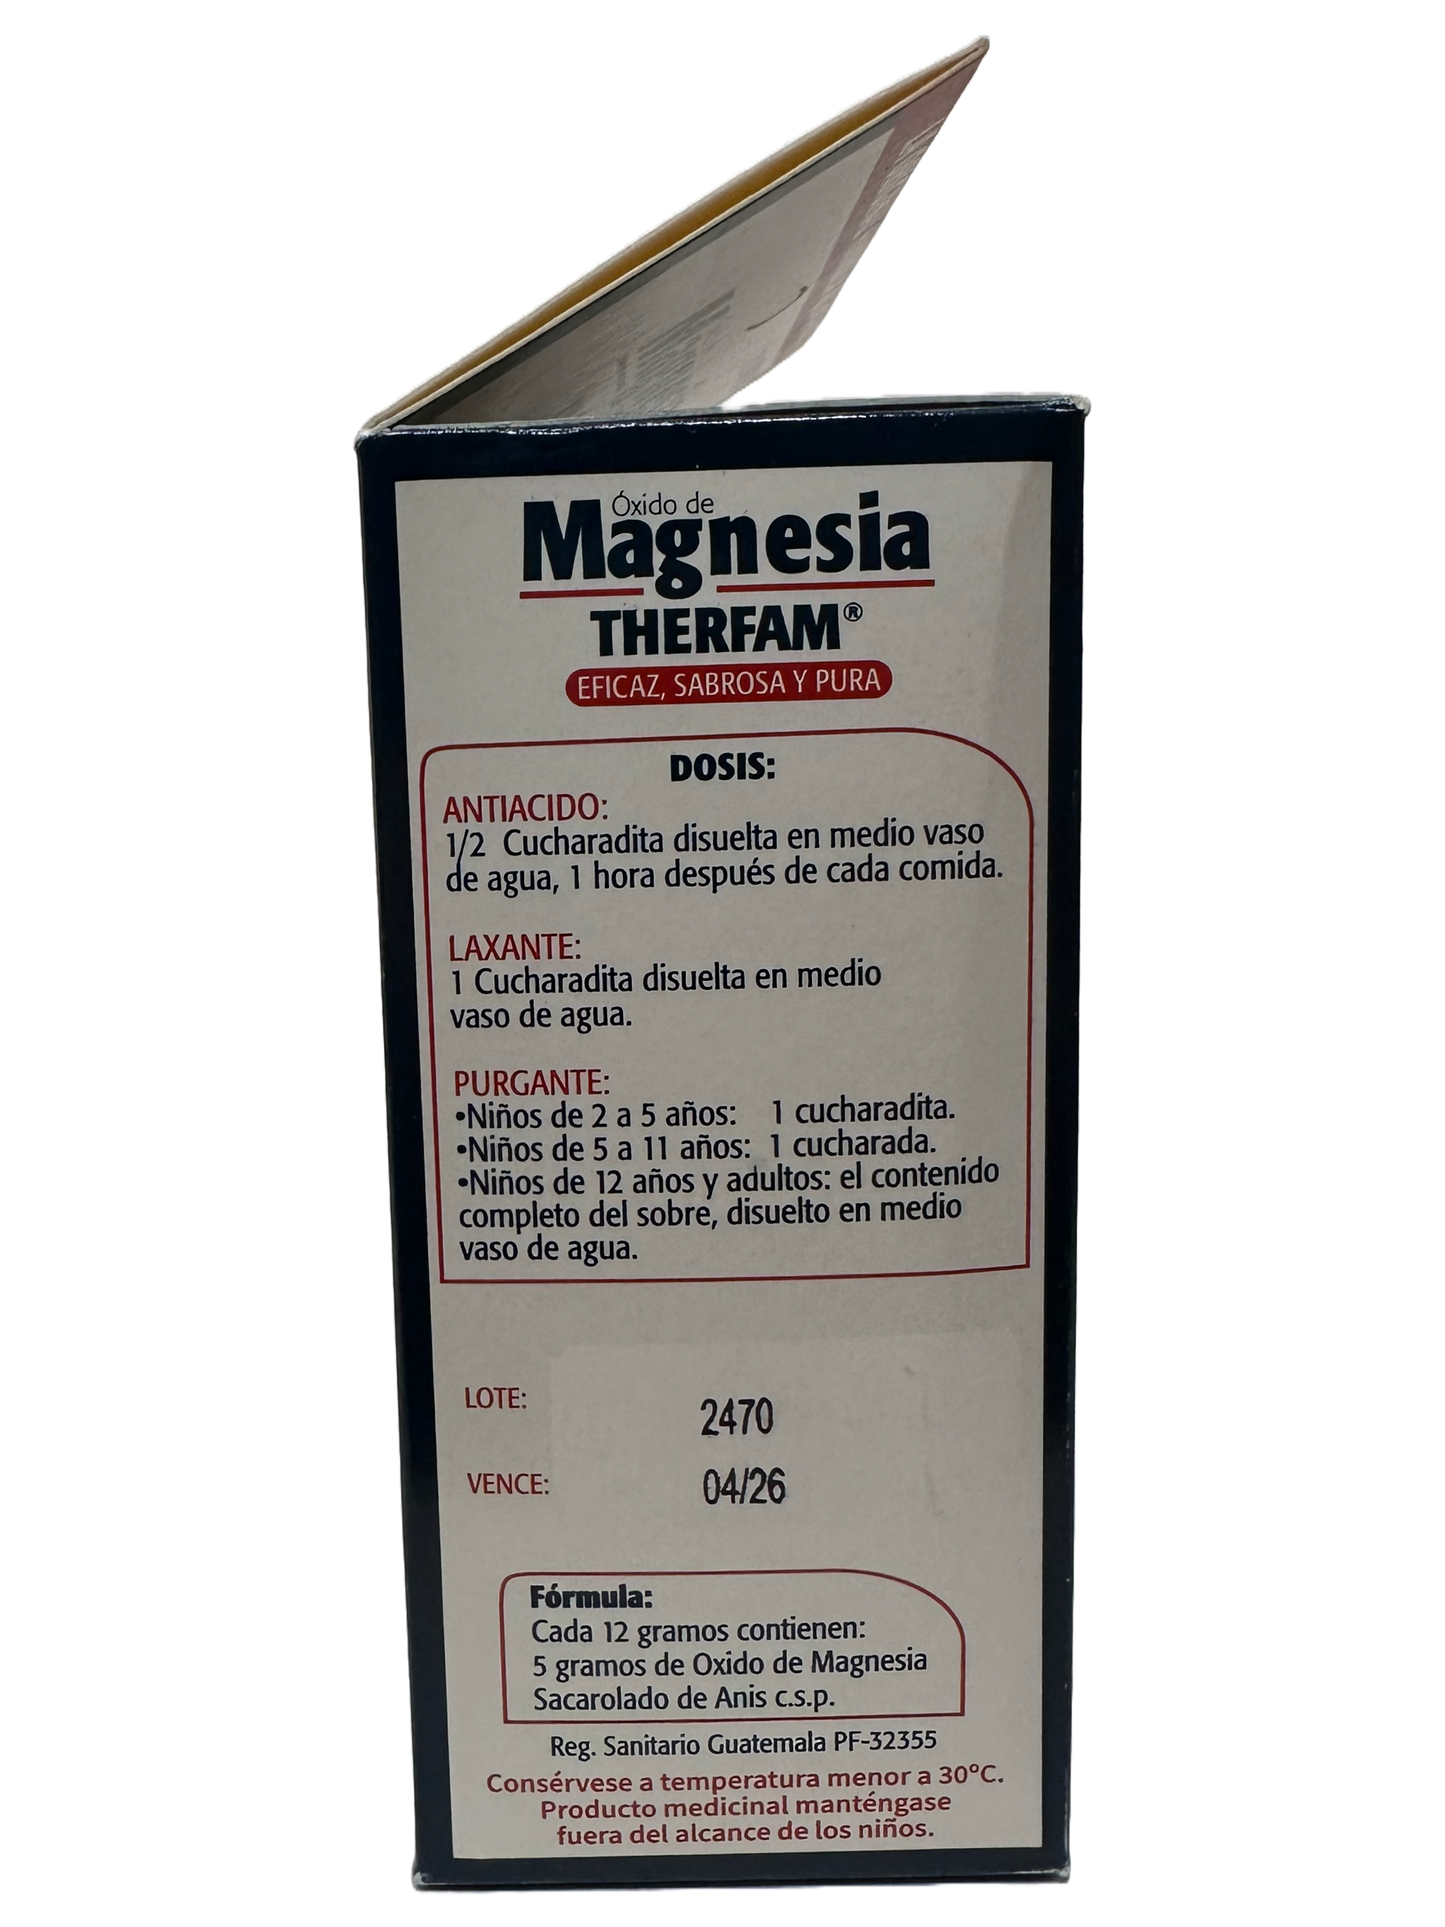 Óxido de
Magnesia
THERFAM®
EFICAZ, SABROSA Y PURA
DOSIS:
ANTIACIDO:
1/2 Cucharadita disuelta en medio vaso
de agua, 1 hora después de cada comida.
LAXANTE:
1 Cucharadita disuelta en medio
vaso de agua.
PURGANTE:
•Niños de 2 a 5 años: 1 cucharadita.
•Niños de 5 a 11 años: 1 cucharada.
•Niños de 12 años y adultos: el contenido
completo del sobre, disuelto en medio
vaso de agua.
LOTE: 2470
VENCE: 04/26
Fórmula:
Cada 12 gramos contienen:
5 gramos de Oxido de Magnesia
Sacarolado de Anis c.s.p.
Reg. Sanitario Guatemala PF-32355
Consérvese a temperatura menor a 30°C.
Producto medicinal manténgase
fuera del alcance de los niños.